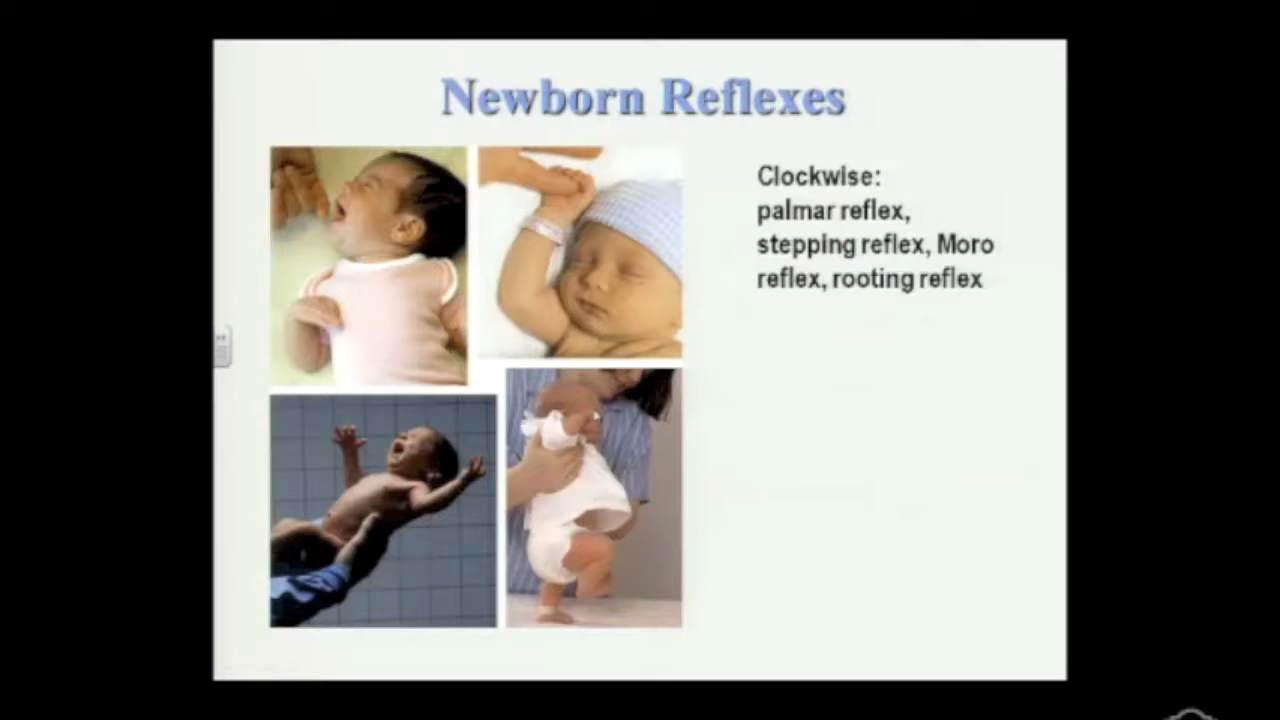 Newborn Reflexes
Clockwise:
palmar reflex,
stepping reflex, Moro
reflex, rooting reflex